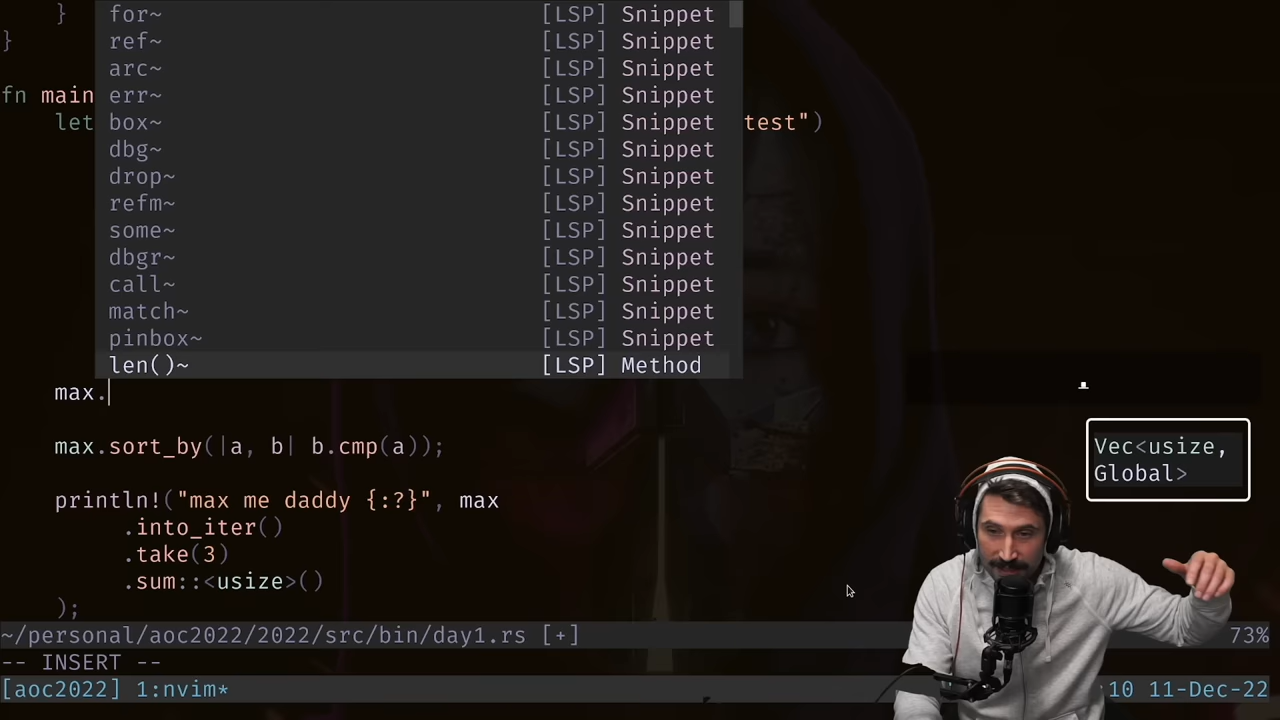 }
for~ [LSP] Snippet
} ref~ [LSP] Snippet
arc~ [LSP] Snippet
fn main err~ [LSP] Snippet
let box~ [LSP] Snippet test")
dbg~ [LSP] Snippet
drop~ [LSP] Snippet
refm~ [LSP] Snippet
some~ [LSP] Snippet
dbgr~ [LSP] Snippet
call~ [LSP] Snippet
match~ [LSP] Snippet
pinbox~ [LSP] Snippet
len()~ [LSP] Method
max.
.
max.sort_by(|a, b| b.cmp(a));
Vec<usize,
Global>
println!("max me daddy {:?}", max
.into_iter()
.take(3)
.sum::<usize>()
);
~/personal/aoc2022/2022/src/bin/day1.rs [+] 73%
-- INSERT --
[aoc2022] 1:nvim* :10 11-Dec-22